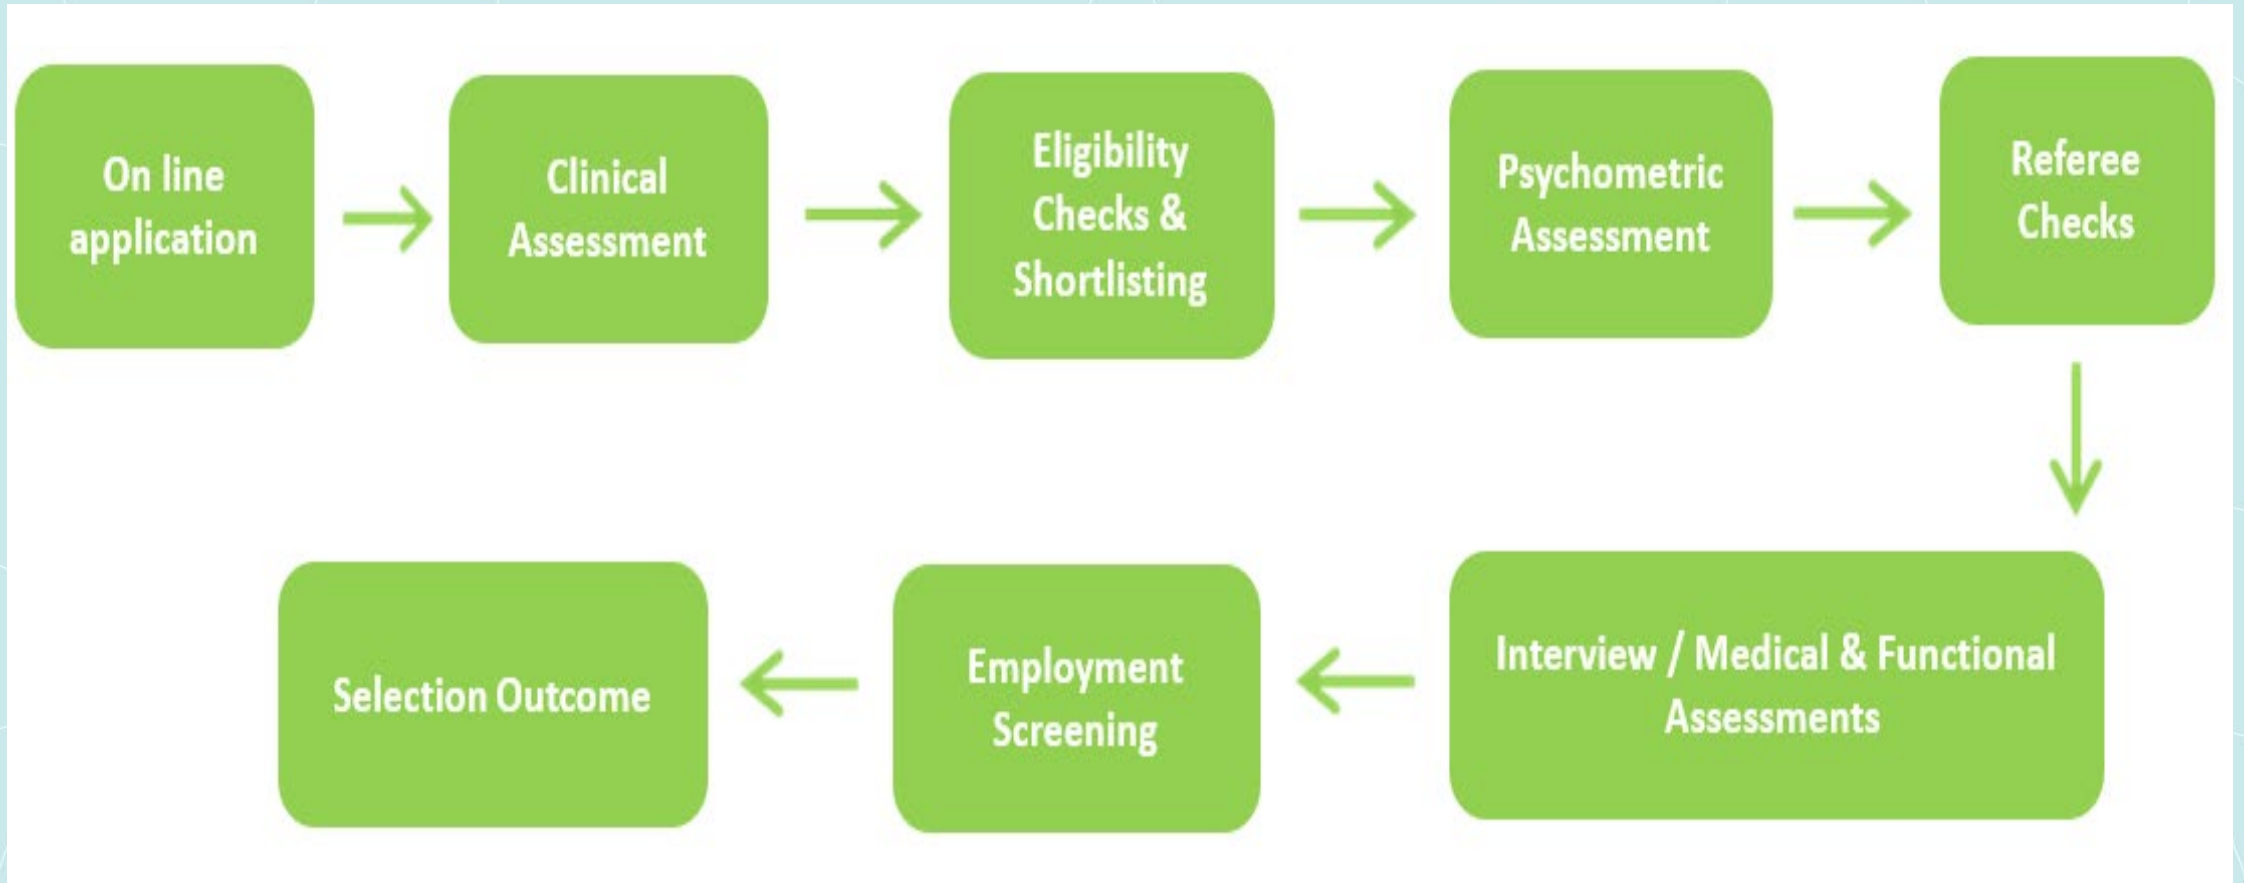 On line
application
Clinical
Assessment
Eligibility
Checks &
Shortlisting
Psychometric
Assessment
Referee
Checks
Interview / Medical & Functional
Assessments
Employment
Screening
Selection Outcome